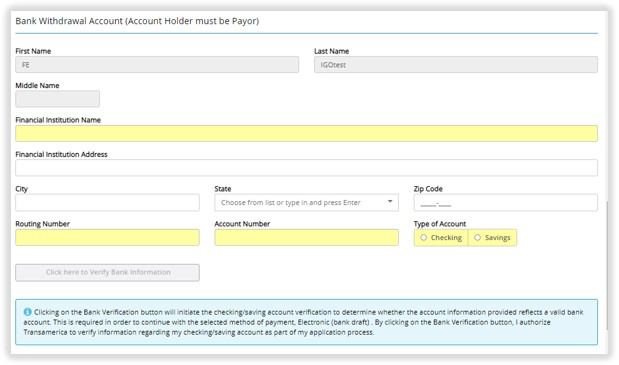 Bank Withdrawal Account (Account Holder must be Payor)
First Name
Last Name
FE
IGOtest
Middle Name
Financial Institution Name
Financial Institution Address
City
State
Zip Code
Choose from list or type in and press Enter
_____-____
Routing Number
Account Number
Type of Account
Checking
Savings
Click here to Verify Bank Information
Clicking on the Bank Verification button will initiate the checking/saving account verification to determine whether the account information provided reflects a valid bank
account. This is required in order to continue with the selected method of payment, Electronic (bank draft) . By clicking on the Bank Verification button, I authorize
Transamerica to verify information regarding my checking/saving account as part of my application process.